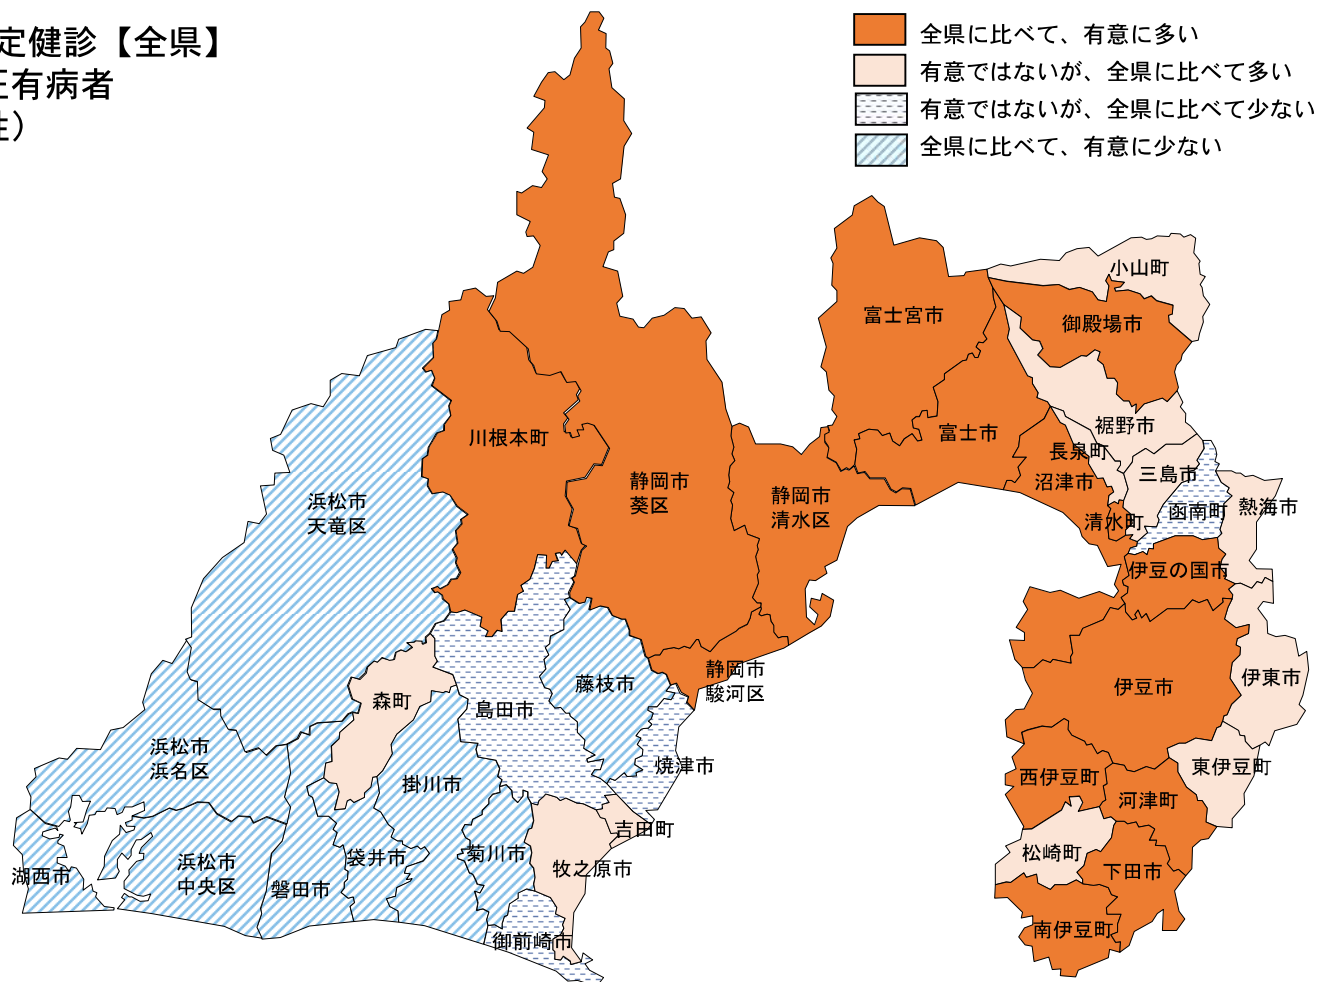 定健診【全県】
有病者
）
全県に比べて、有意に多い
有意ではないが、全県に比べて多い
有意ではないが、全県に比べて少ない
全県に比べて、有意に少ない
小山町
御殿場市
富士宮市
裾野市
富士市
長泉町
三島市
沼津市
熱海市
函南町
清水町
川根本町
静岡市
葵区
静岡市
清水区
浜松市
天竜区
伊豆の国市
伊豆市
伊東市
静岡市
駿河区
藤枝市
森町
島田市
浜松市
浜名区
焼津市
掛川市
西伊豆町
東伊豆町
河津町
吉田町
松崎町
湖西市
浜松市
中央区
袋井市
菊川市
牧之原市
下田市
磐田市
御前崎市
南伊豆町